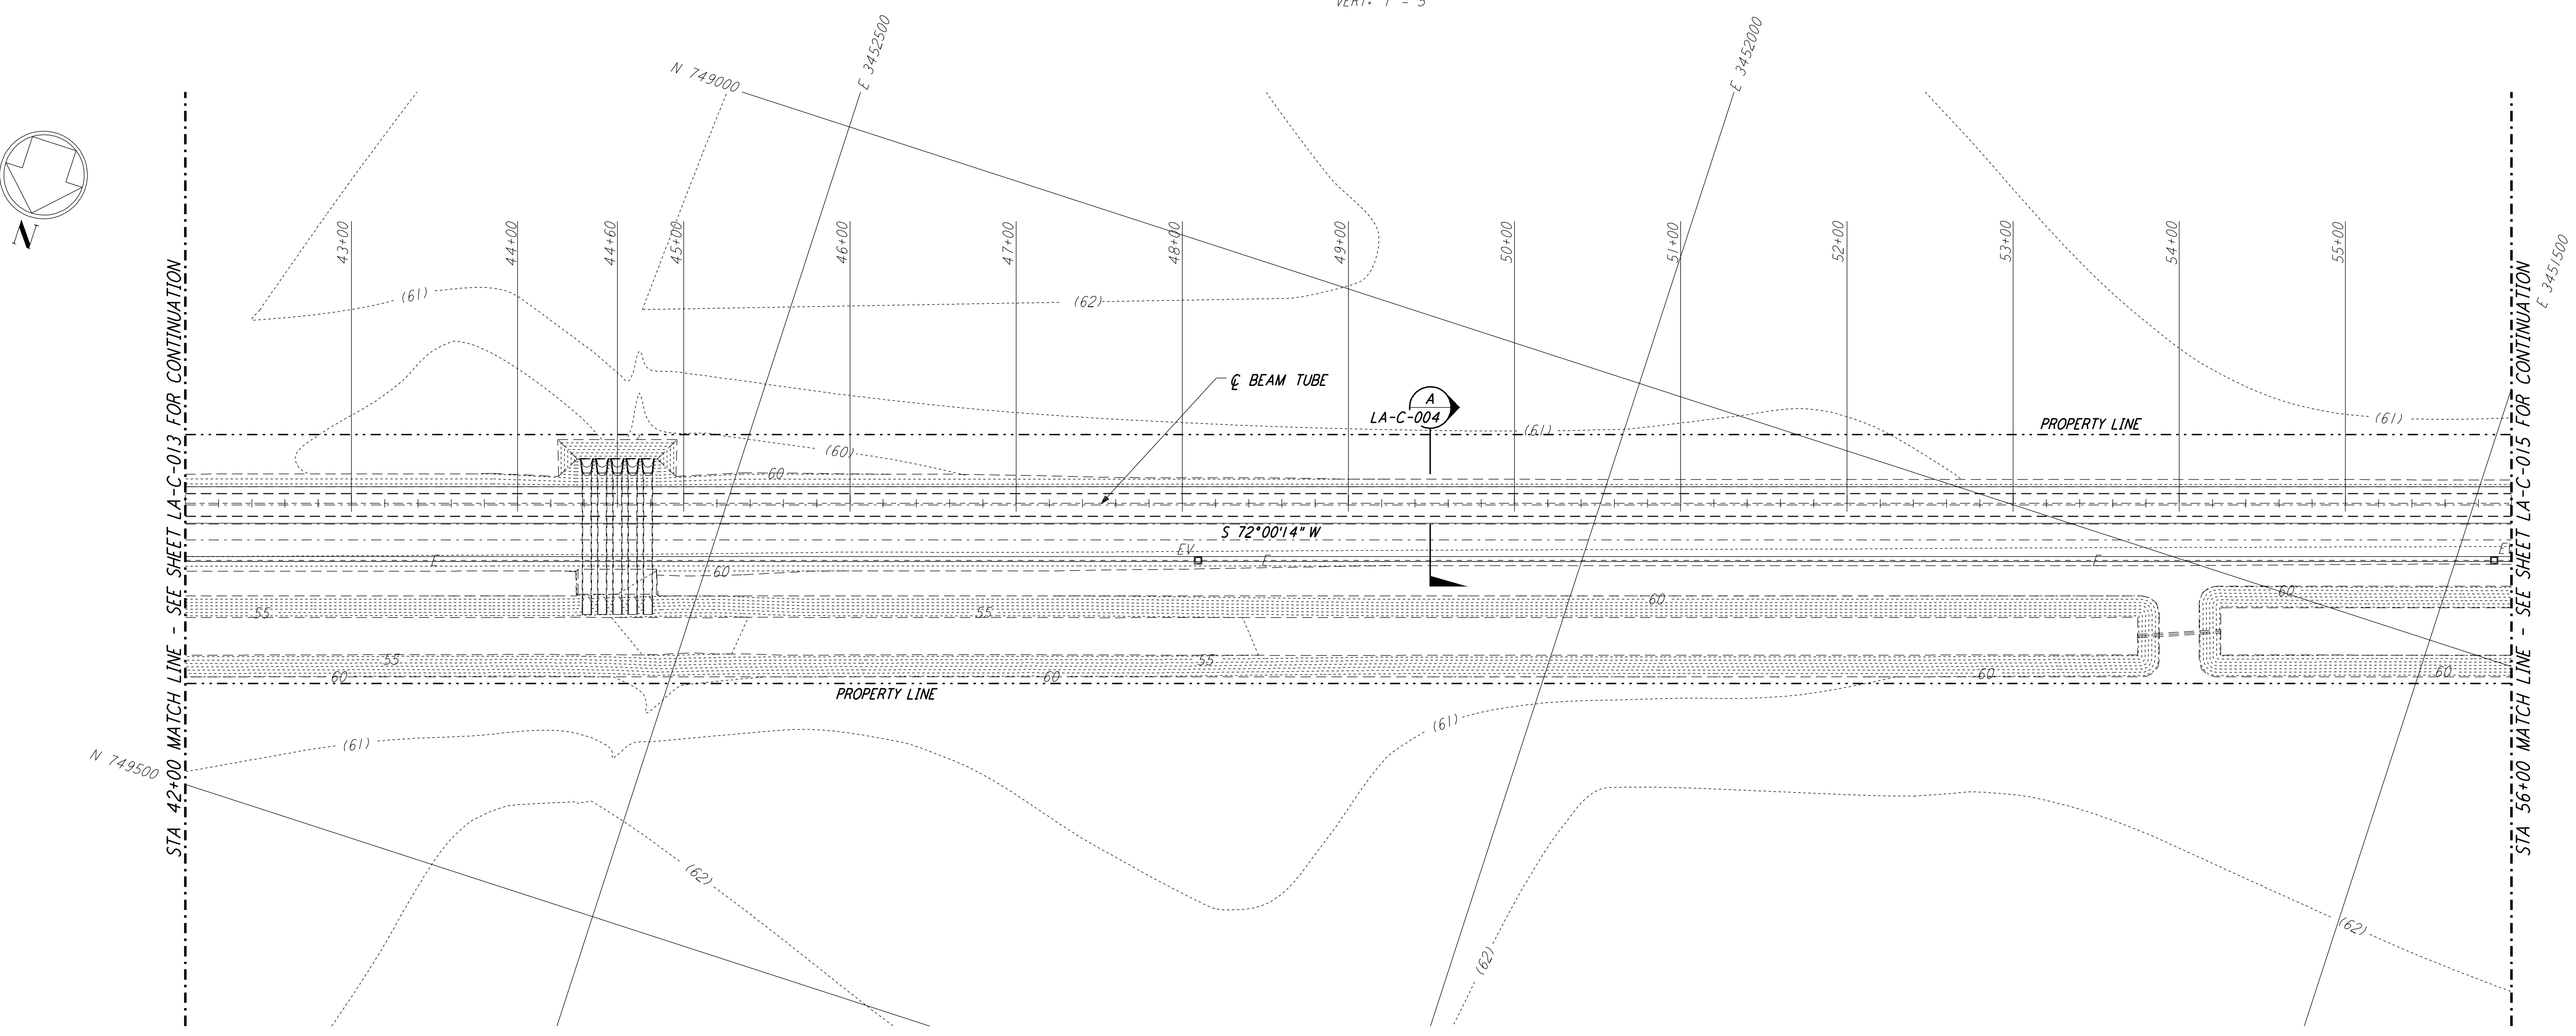 VERT: 1" = 5'
N 749000
E 3452500
E 3452000
E 3451500
N
43+00
44+00
44+60
45+00
46+00
47+00
48+00
49+00
50+00
51+00
52+00
53+00
54+00
55+00
STA 42+00 MATCH LINE - SEE SHEET LA-C-013 FOR CONTINUATION
STA 56+00 MATCH LINE - SEE SHEET LA-C-015 FOR CONTINUATION
(61)
(62)
℄ BEAM TUBE
A
LA-C-004
PROPERTY LINE
(61)
(61)
(60)
60
S 72°00'14" W
EV
E
E
E
E
60
60
60
55
55
55
55
60
60
60
60
PROPERTY LINE
N 749500
(61)
(61)
(62)
(62)
(62)